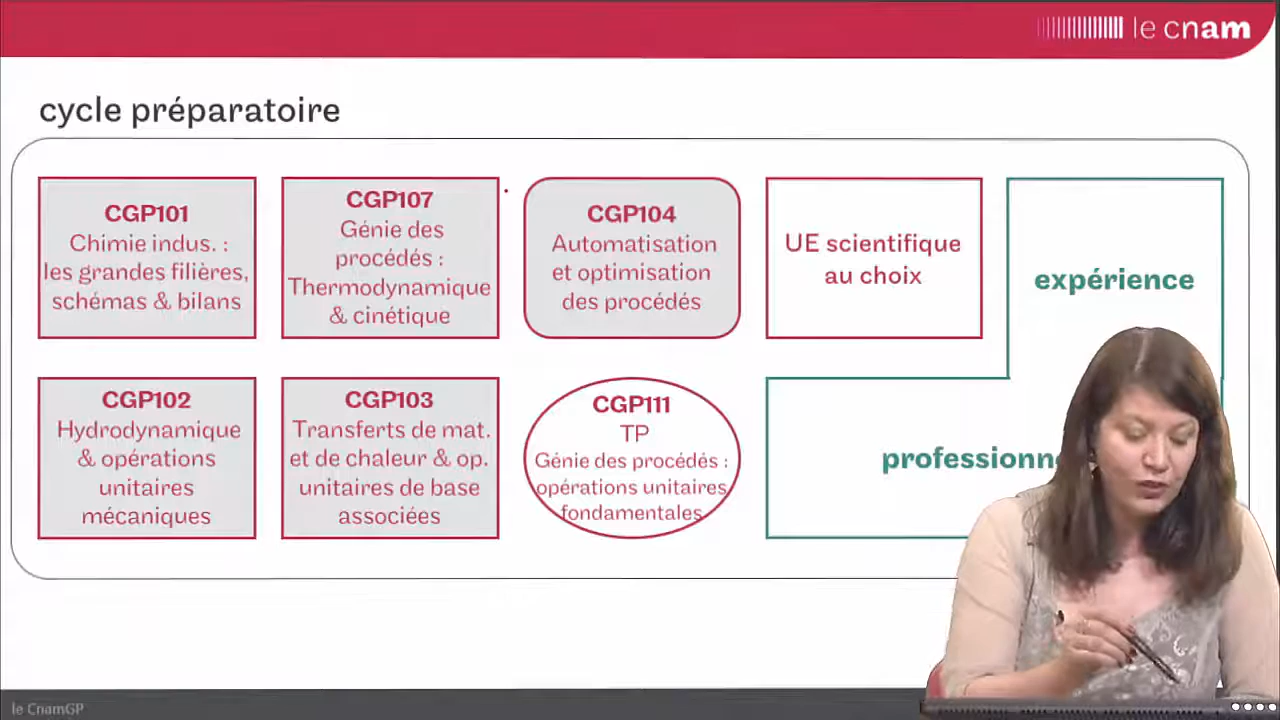 le cnam
cycle préparatoire
CGP101
Chimie indus. :
les grandes filières,
schémas & bilans
CGP107
Génie des
procédés :
Thermodynamique
& cinétique
CGP104
Automatisation
et optimisation
des procédés
UE scientifique
au choix
expérience
CGP102
Hydrodynamique
& opérations
unitaires
mécaniques
CGP103
Transferts de mat.
et de chaleur & op.
unitaires de base
associées
CGP111
TP
Génie des procédés :
opérations unitaires
fondamentales
professionn
le CnamGP